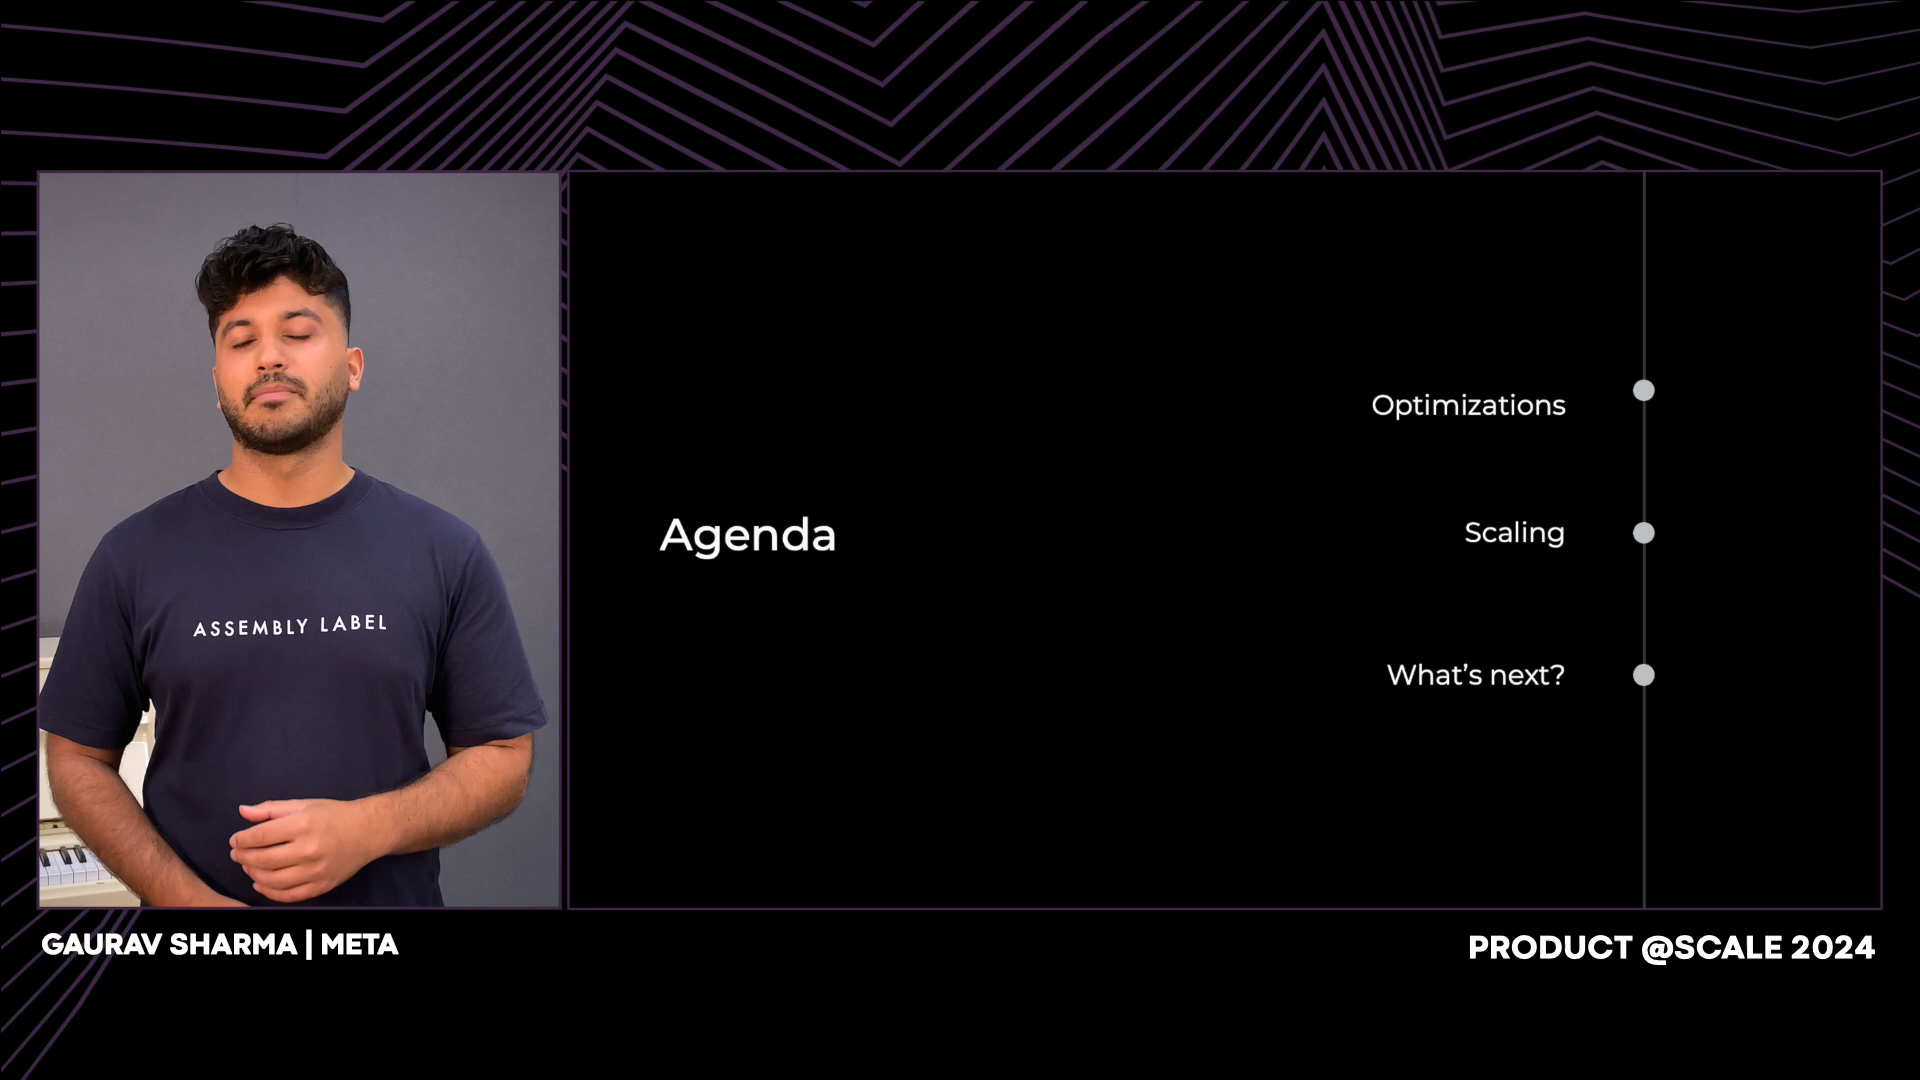 ASSEMBLY LABEL
Agenda
Optimizations
Scaling
What’s next?
GAURAV SHARMA | META
PRODUCT @SCALE 2024